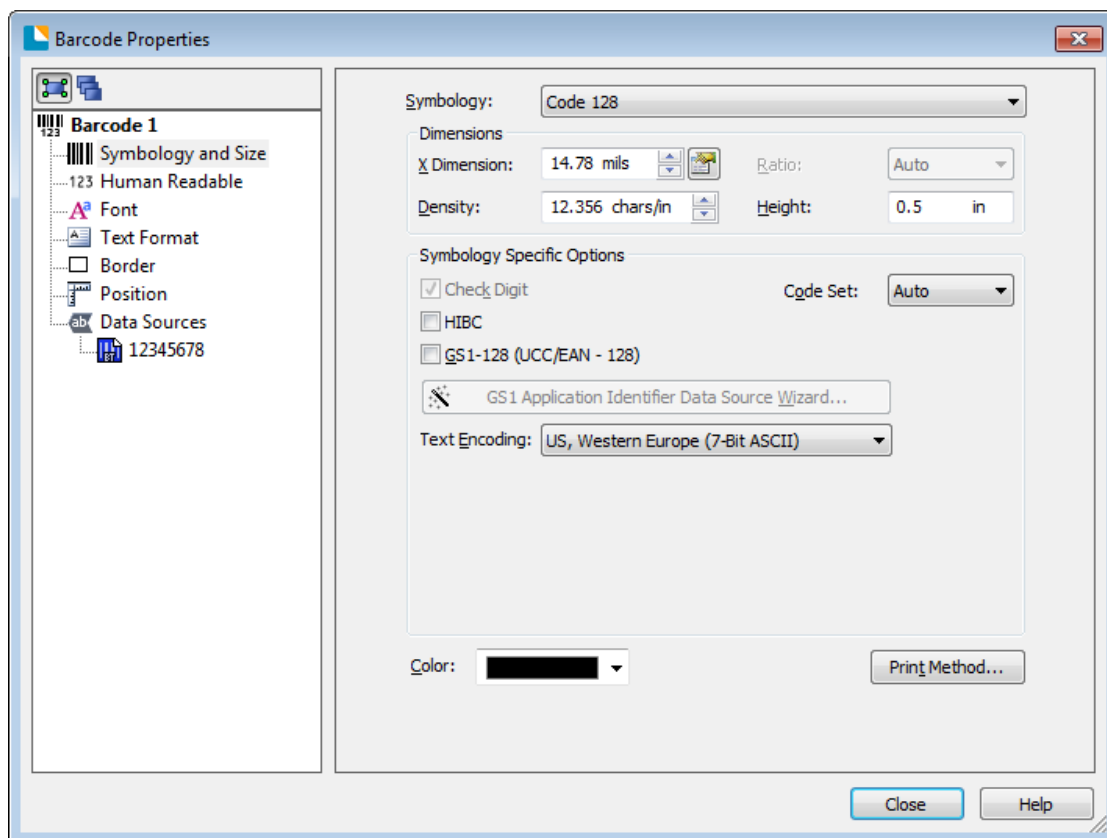 Barcode Properties
Barcode 1
Symbology and Size
123 Human Readable
Font
Text Format
Border
Position
Data Sources
12345678
Symbology: Code 128
Dimensions
X Dimension: 14.78 mils Ratio: Auto
Density: 12.356 chars/in Height: 0.5 in
Symbology Specific Options
Check Digit Code Set: Auto
HIBC
GS1-128 (UCC/EAN - 128)
GS1 Application Identifier Data Source Wizard...
Text Encoding: US, Western Europe (7-Bit ASCII)
Color: Print Method...
Close Help